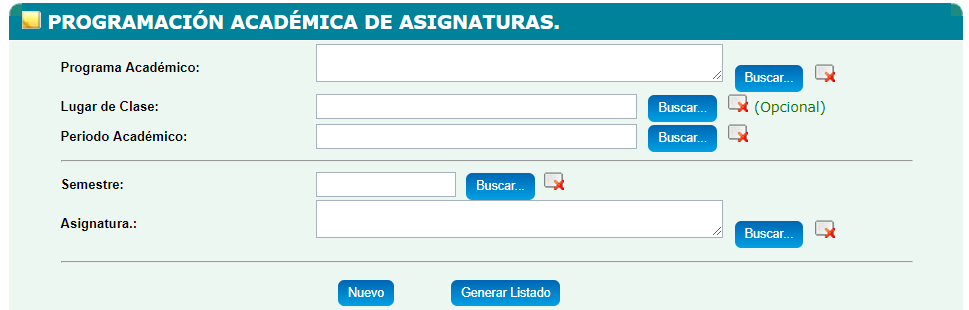 PROGRAMACIÓN ACADÉMICA DE ASIGNATURAS.
Programa Académico: Buscar...
Lugar de Clase: Buscar... (Opcional)
Periodo Académico: Buscar...
Semestre: Buscar...
Asignatura.: Buscar...
Nuevo Generar Listado